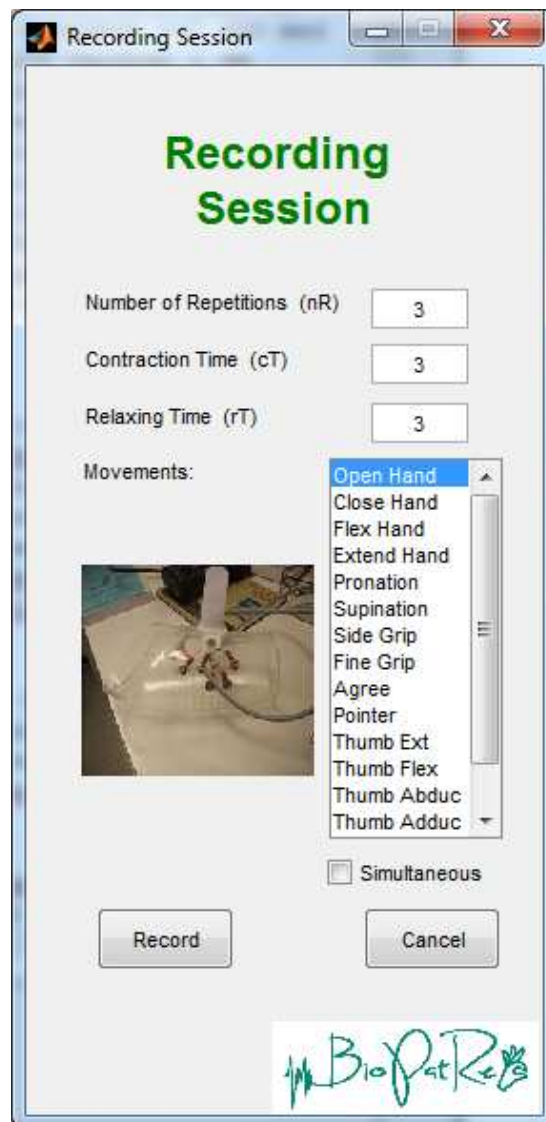 Recording Session
Recording
Session
Number of Repetitions (nR) 3
Contraction Time (cT) 3
Relaxing Time (rT) 3
Movements:
Open Hand
Close Hand
Flex Hand
Extend Hand
Pronation
Supination
Side Grip
Fine Grip
Agree
Pointer
Thumb Ext
Thumb Flex
Thumb Abduc
Thumb Adduc
Simultaneous
Record Cancel
BioPatRec